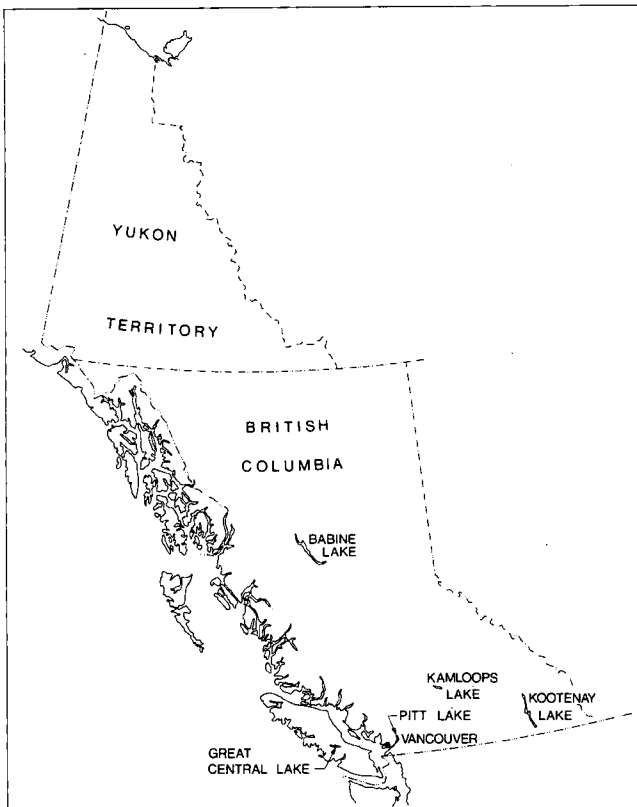 YUKON
TERRITORY
BRITISH
COLUMBIA
BABINE
LAKE
KAMLOOPS
LAKE
KOOTENAY
LAKE
PITT LAKE
VANCOUVER
GREAT
CENTRAL LAKE